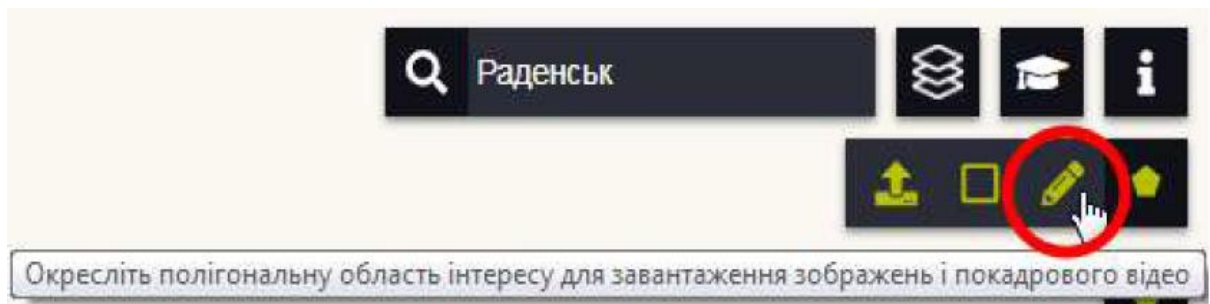 Раденськ
Окресліть полігональну область інтересу для завантаження зображень і покадрового відео